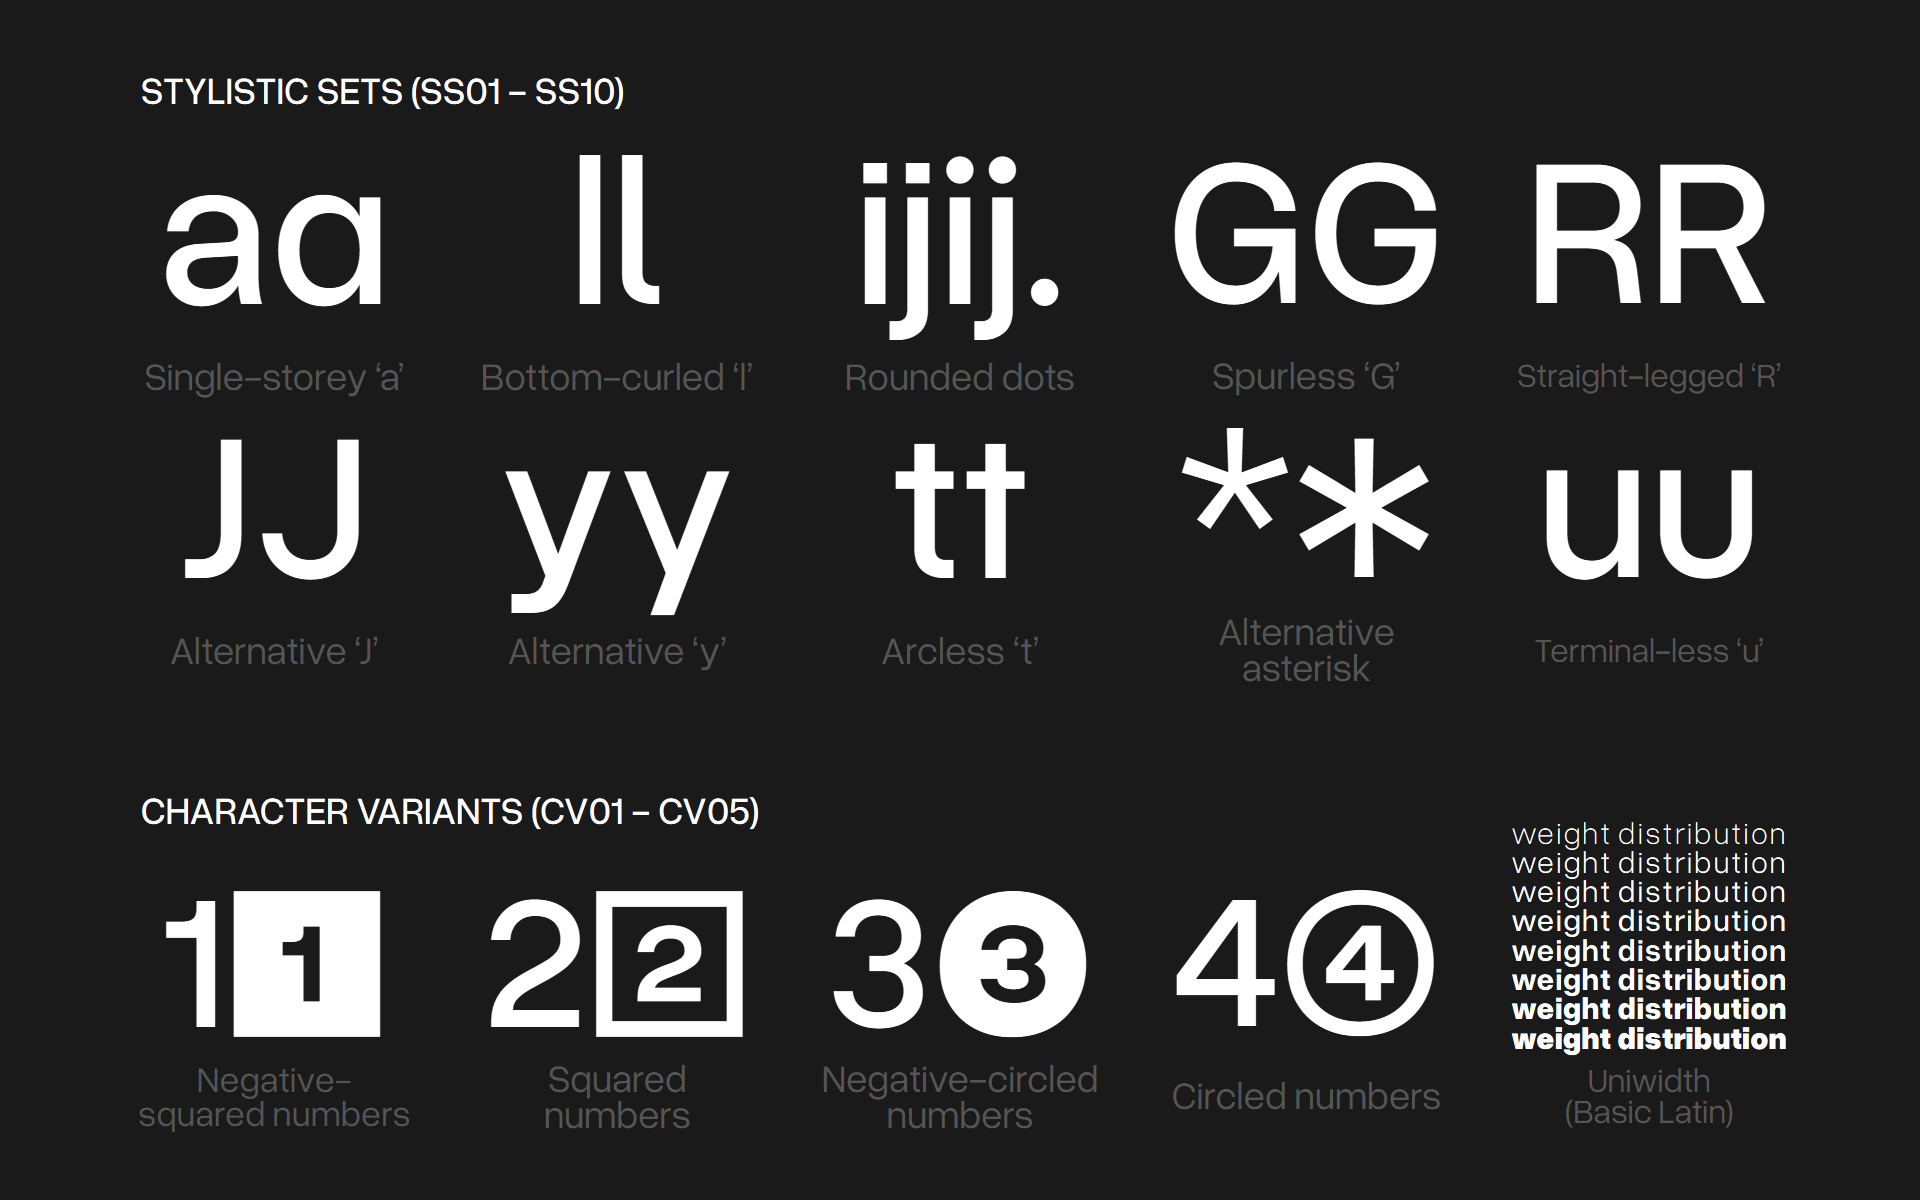 STYLISTIC SETS (SS01 – SS10)
aa
ll
ijij.
GG
RR
Single–storey ‘a’
Bottom–curled ‘l’
Rounded dots
Spurless ‘G’
Straight–legged ‘R’
JJ
yy
tt
**
uu
Alternative ‘J’
Alternative ‘y’
Arcless ‘t’
Alternative
asterisk
Terminal–less ‘u’
CHARACTER VARIANTS (CV01 – CV05)
1 1
2 2
3 3
4 4
weight distribution
weight distribution
weight distribution
weight distribution
weight distribution
weight distribution
weight distribution
weight distribution
Negative–
squared numbers
Squared
numbers
Negative–circled
numbers
Circled numbers
Uniwidth
(Basic Latin)